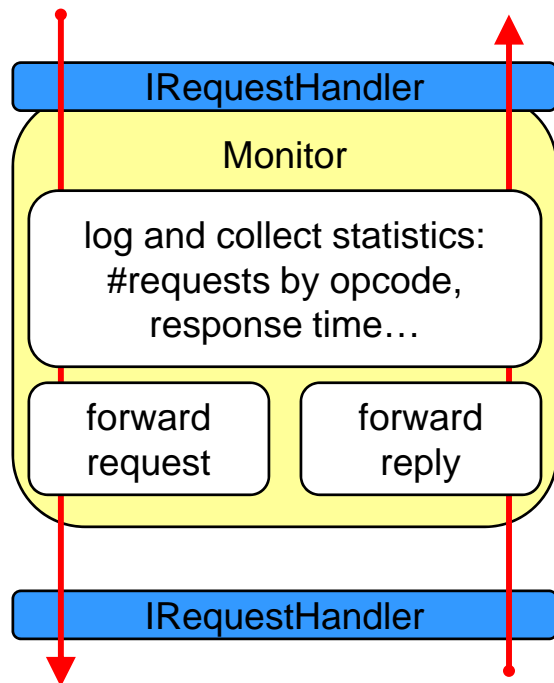 IRequestHandler
Monitor
log and collect statistics:
#requests by opcode,
response time…
forward
request
forward
reply
IRequestHandler